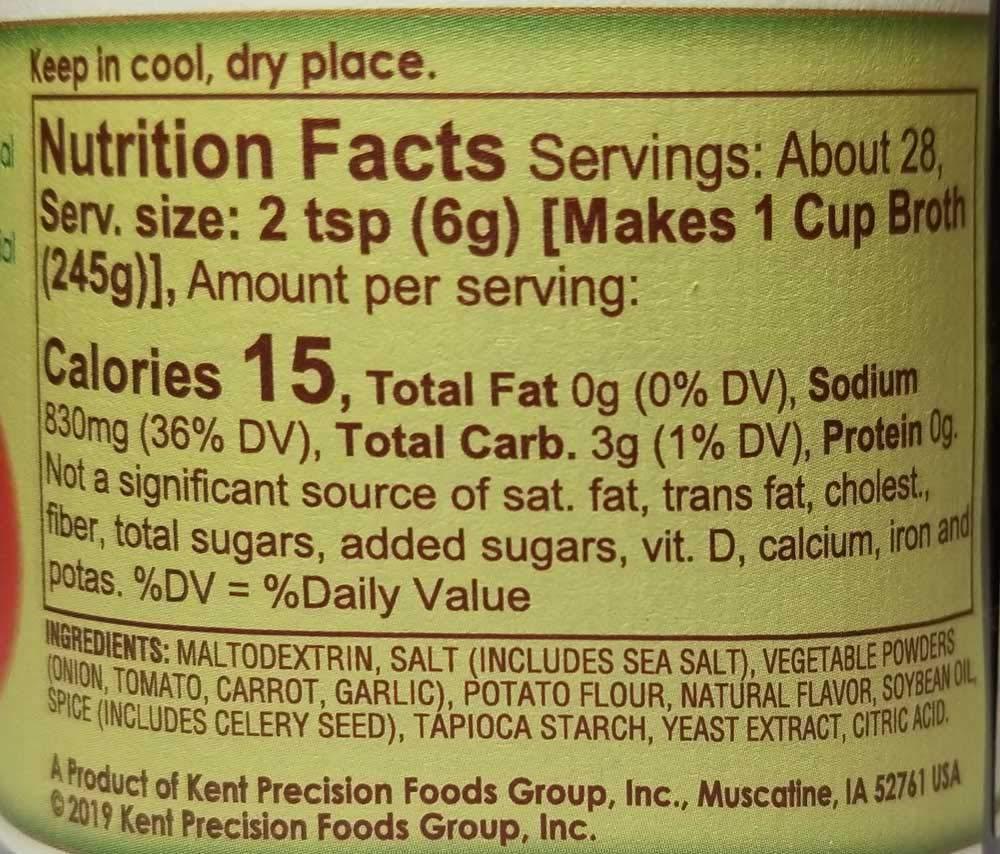 Keep in cool, dry place.
Nutrition Facts Servings: About 28,
Serv. size: 2 tsp (6g) [Makes 1 Cup Broth
(245g)], Amount per serving:
Calories 15, Total Fat 0g (0% DV), Sodium
830mg (36% DV), Total Carb. 3g (1% DV), Protein 0g.
Not a significant source of sat. fat, trans fat, cholest.,
fiber, total sugars, added sugars, vit. D, calcium, iron and
potas. %DV = %Daily Value
INGREDIENTS: MALTODEXTRIN, SALT (INCLUDES SEA SALT), VEGETABLE POWDERS
(ONION, TOMATO, CARROT, GARLIC), POTATO FLOUR, NATURAL FLAVOR, SOYBEAN OIL,
SPICE (INCLUDES CELERY SEED), TAPIOCA STARCH, YEAST EXTRACT, CITRIC ACID.
A Product of Kent Precision Foods Group, Inc., Muscatine, IA 52761 USA
©2019 Kent Precision Foods Group, Inc.